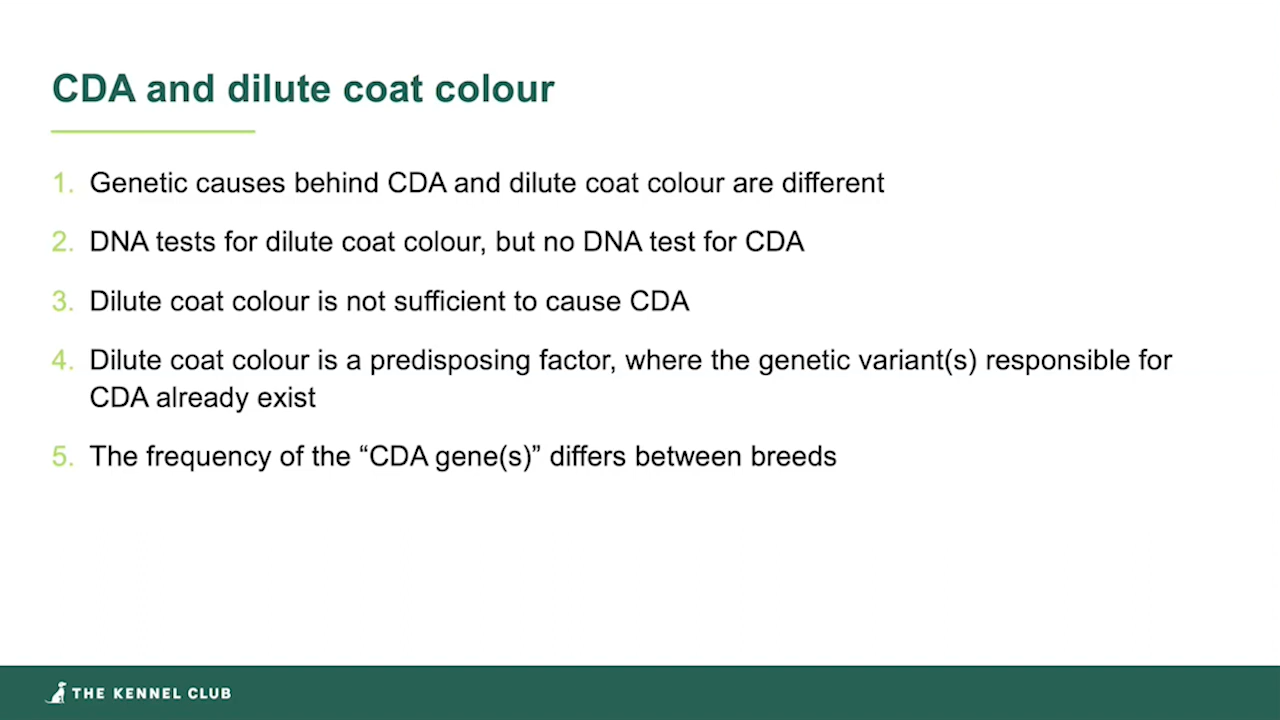 CDA and dilute coat colour
1. Genetic causes behind CDA and dilute coat colour are different
2. DNA tests for dilute coat colour, but no DNA test for CDA
3. Dilute coat colour is not sufficient to cause CDA
4. Dilute coat colour is a predisposing factor, where the genetic variant(s) responsible for
CDA already exist
5. The frequency of the “CDA gene(s)” differs between breeds
THE KENNEL CLUB